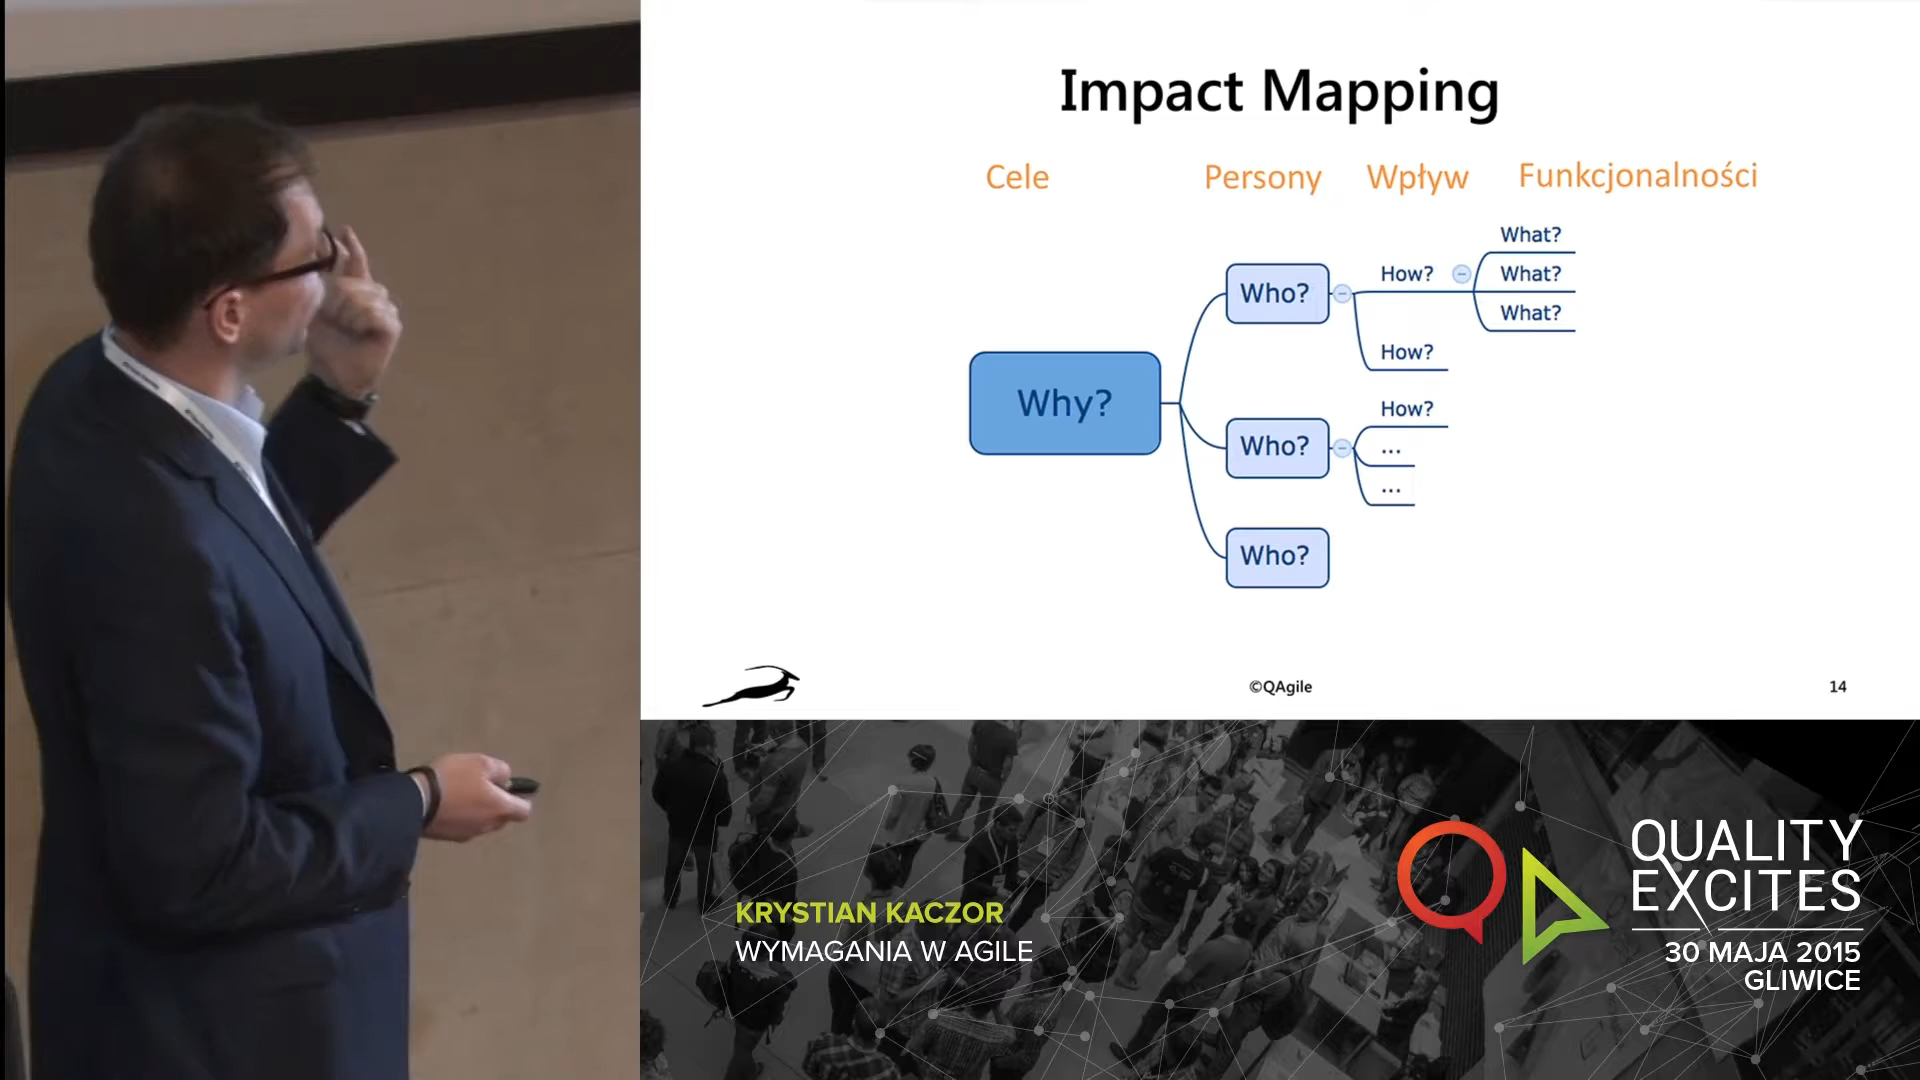 Impact Mapping
Cele Persony Wpływ Funkcjonalności
Why?
Who?
How?
What?
What?
What?
How?
Who?
How?
...
...
Who?
©QAgile
14
KRYSTIAN KACZOR
WYMAGANIA W AGILE
QUALITY
EXCITES
30 MAJA 2015
GLIWICE